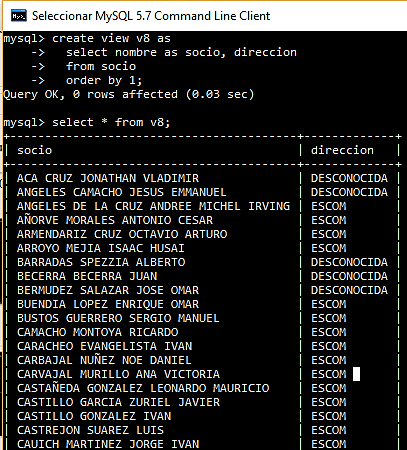 Seleccionar MySQL 5.7 Command Line Client
mysql> create view v8 as
    ->   select nombre as socio, direccion
    ->   from socio
    ->   order by 1;
Query OK, 0 rows affected (0.03 sec)
mysql> select * from v8;
| socio | direccion |
| ACA CRUZ JONATHAN VLADIMIR | DESCONOCIDA |
| ANGELES CAMACHO JESUS EMMANUEL | DESCONOCIDA |
| ANGELES DE LA CRUZ ANDREE MICHEL IRVING | ESCOM |
| AÑORVE MORALES ANTONIO CESAR | ESCOM |
| ARMENDARIZ CRUZ OCTAVIO ARTURO | ESCOM |
| ARROYO MEJIA ISAAC HUSAI | ESCOM |
| BARRADAS SPEZZIA ALBERTO | DESCONOCIDA |
| BECERRA BECERRA JUAN | DESCONOCIDA |
| BERMUDEZ SALAZAR JOSE OMAR | DESCONOCIDA |
| BUENDIA LOPEZ ENRIQUE OMAR | ESCOM |
| BUSTOS GUERRERO SERGIO MANUEL | ESCOM |
| CAMACHO MONTOYA RICARDO | ESCOM |
| CARACHEO EVANGELISTA IVAN | ESCOM |
| CARBAJAL NUÑEZ NOE DANIEL | ESCOM |
| CARVAJAL MURILLO ANA VICTORIA | ESCOM |
| CASTAÑEDA GONZALEZ LEONARDO MAURICIO | ESCOM |
| CASTILLO GARCIA ZURIEL JAVIER | ESCOM |
| CASTILLO GONZALEZ IVAN | ESCOM |
| CASTREJON SUAREZ LUIS | ESCOM |
| CAUICH MARTINEZ JORGE IVAN | ESCOM |